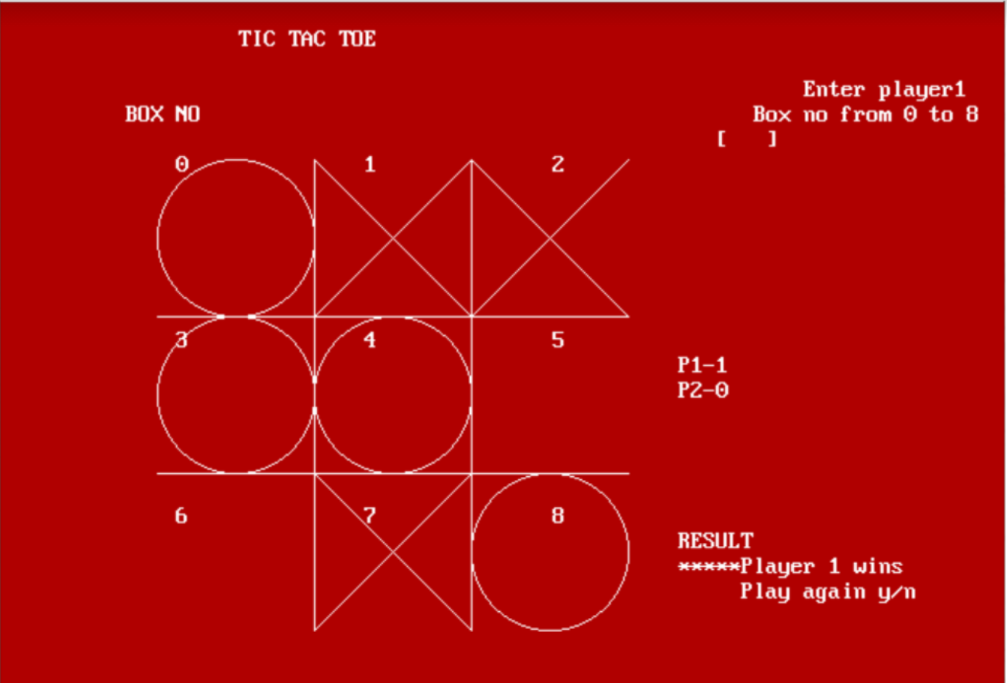 TIC TAC TOE
Enter player1
BOX NO
Box no from 0 to 8
[ ]
0 1 2
3 4 5
P1-1
P2-0
6 7 8
RESULT
*****Player 1 wins
Play again y/n